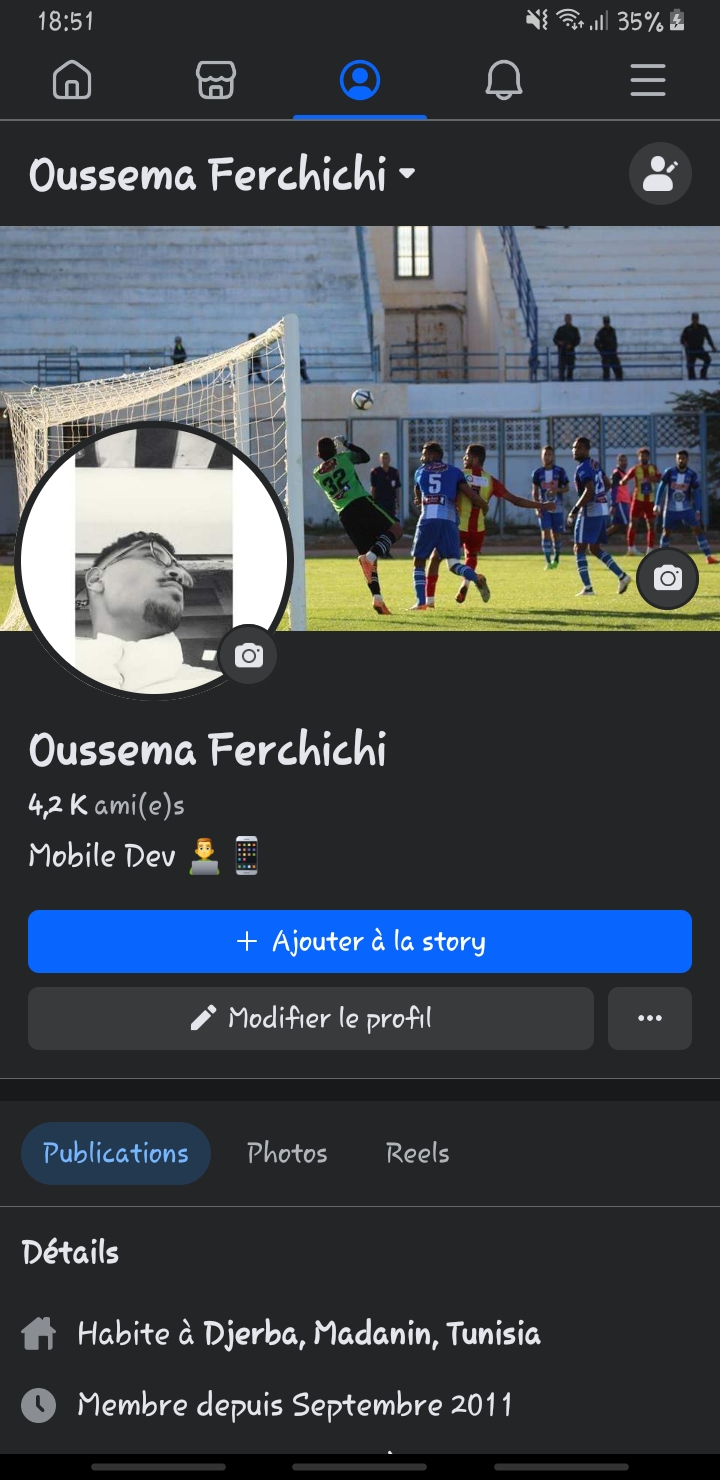 18:51
35%
Oussema Ferchichi
32
5
Oussema Ferchichi
4,2 K ami(e)s
Mobile Dev 👨‍💻 📱
+ Ajouter à la story
Modifier le profil
Publications Photos Reels
Détails
Habite à Djerba, Madanin, Tunisia
Membre depuis Septembre 2011